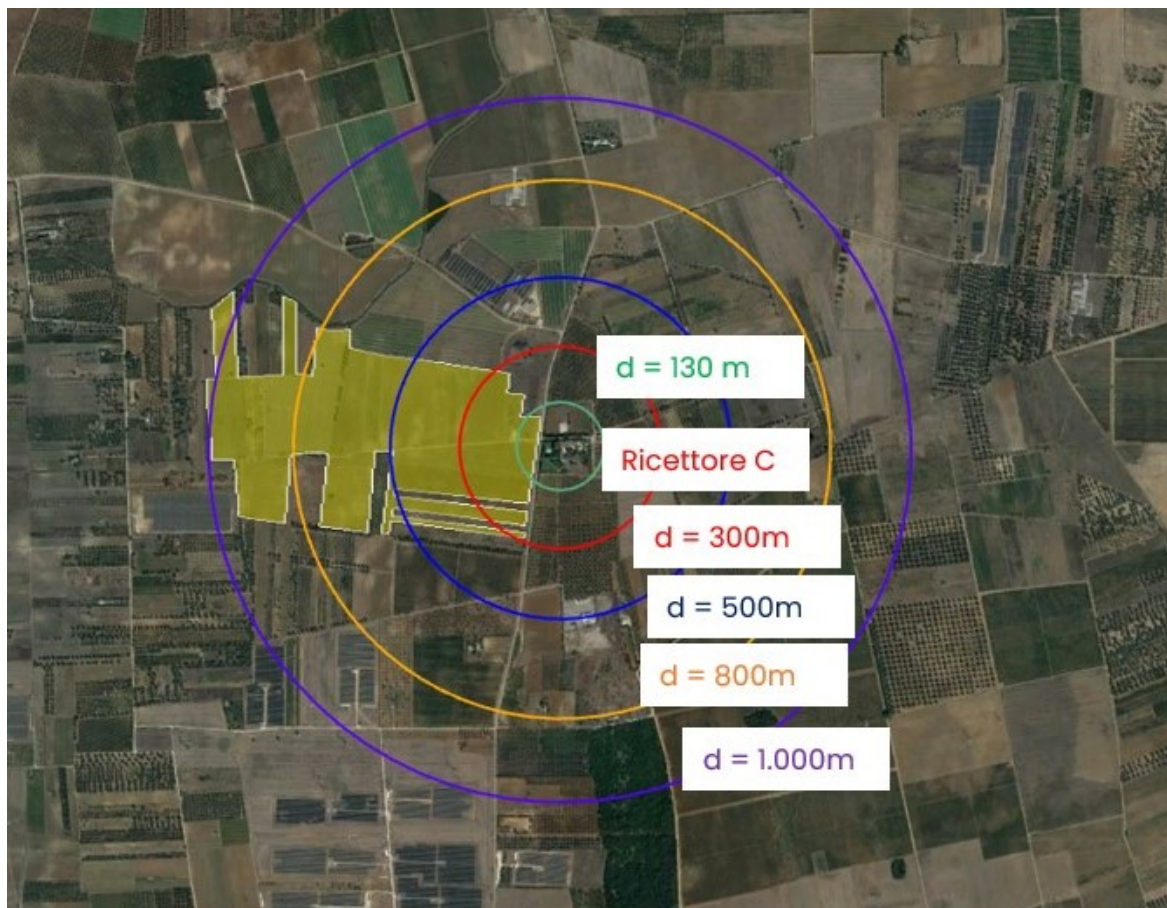 d = 130 m
Ricettore C
d = 300m
d = 500m
d = 800m
d = 1.000m